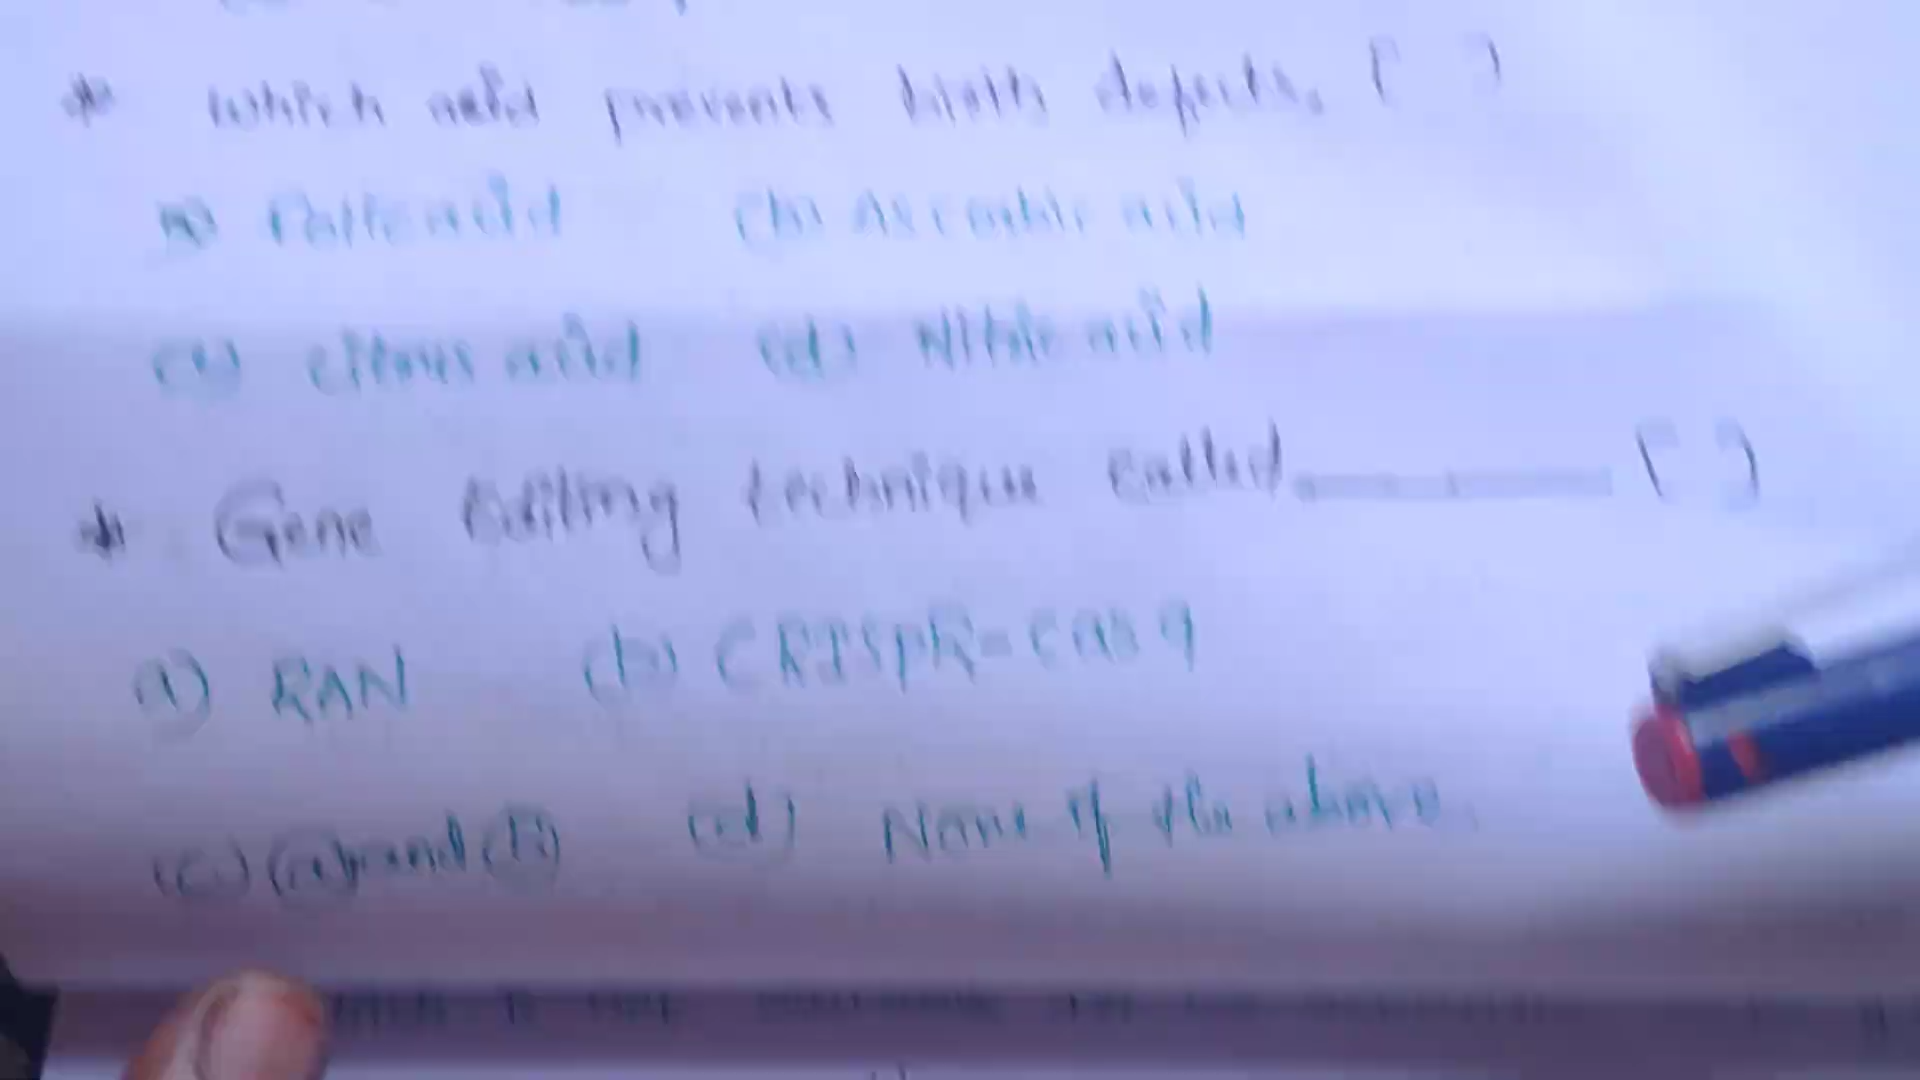 * Which acid prevents birth defects. [ ]
a) Folic acid (b) Ascorbic acid
(c) citrus acid (d) Nitric acid
* Gene Editing technique called ______ [ ]
a) RAN (b) CRISPR-CAS 9
(c) (a) and (b) (d) None of the above.